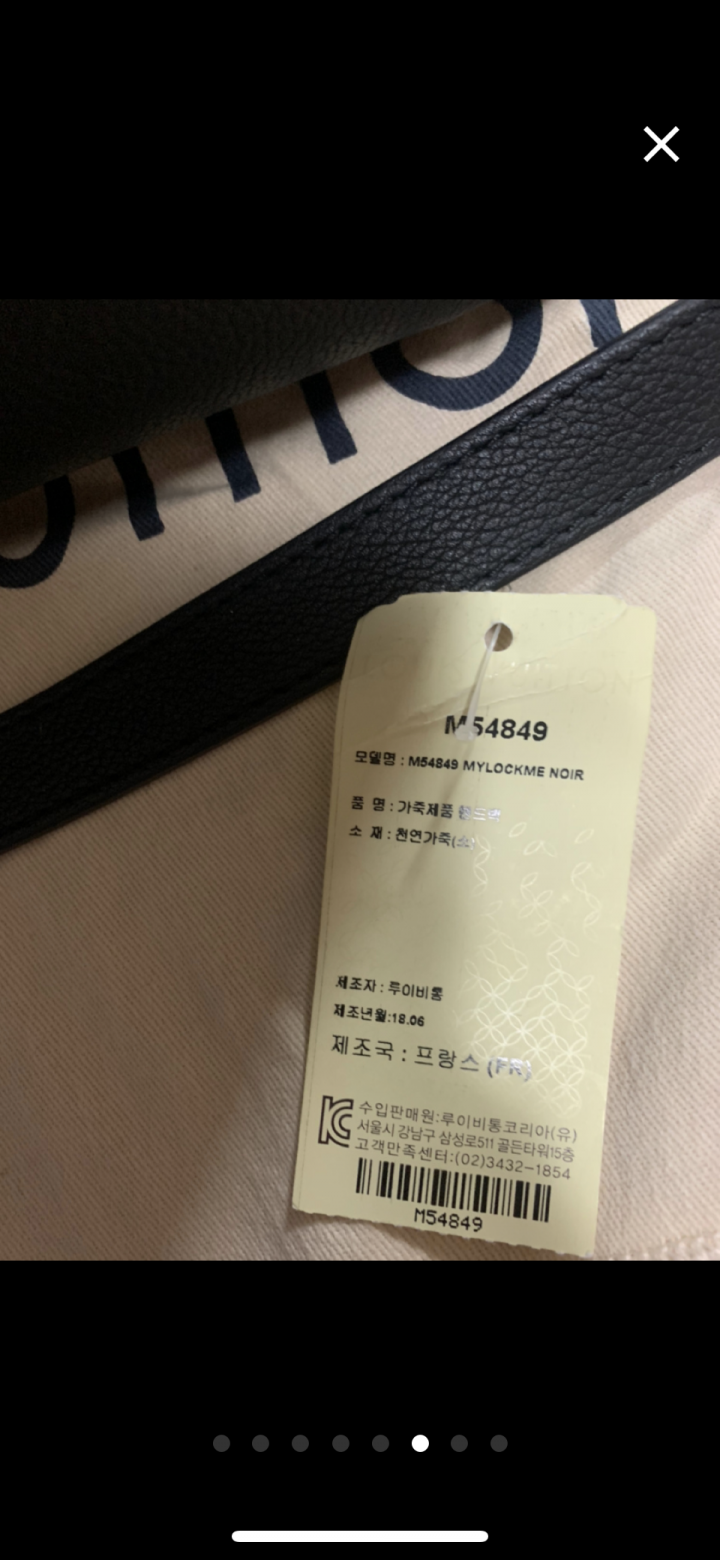 M54849
모델명 : M54849 MYLOCKME NOIR
품 명 : 가죽제품 핸드백
소 재 : 천연가죽(소)
제조자 : 루이비통
제조년월:18.06
제조국 : 프랑스 (FR)
수입판매원:루이비통코리아(유)
서울시 강남구 삼성로511 골든타워15층
고객만족센터:(02)3432-1854
M54849